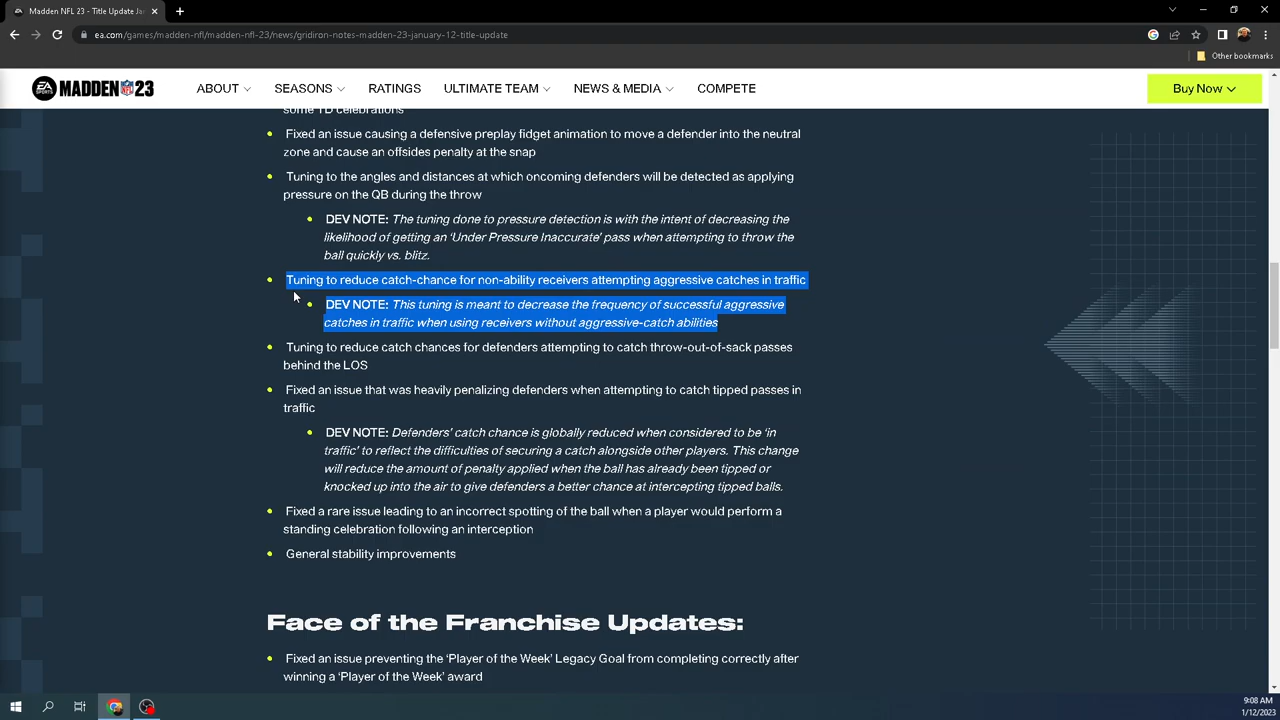 Madden NFL 23 - Title Update Ja
ea.com/games/madden-nfl/madden-nfl-23/news/gridiron-notes-madden-23-january-12-title-update
Other bookmarks
EA SPORTS MADDEN NFL 23
ABOUT
SEASONS
RATINGS
ULTIMATE TEAM
NEWS & MEDIA
COMPETE
Buy Now
some TD celebrations
Fixed an issue causing a defensive preplay fidget animation to move a defender into the neutral
zone and cause an offsides penalty at the snap
Tuning to the angles and distances at which oncoming defenders will be detected as applying
pressure on the QB during the throw
DEV NOTE: The tuning done to pressure detection is with the intent of decreasing the
likelihood of getting an ‘Under Pressure Inaccurate’ pass when attempting to throw the
ball quickly vs. blitz.
Tuning to reduce catch-chance for non-ability receivers attempting aggressive catches in traffic
DEV NOTE: This tuning is meant to decrease the frequency of successful aggressive
catches in traffic when using receivers without aggressive-catch abilities
Tuning to reduce catch chances for defenders attempting to catch throw-out-of-sack passes
behind the LOS
Fixed an issue that was heavy penalizing defenders when attempting to catch tipped passes in
traffic
DEV NOTE: Defenders’ catch chance is globally reduced when considered to be ‘in
traffic’ to reflect the difficulties of securing a catch alongside other players. This change
will reduce the amount of penalty applied when the ball has already been tipped or
knocked up into the air to give defenders a better chance at intercepting tipped balls.
Fixed a rare issue leading to an incorrect spotting of the ball when a player would perform a
standing celebration following an interception
General stability improvements
Face of the Franchise Updates:
Fixed an issue preventing the ‘Player of the Week’ Legacy Goal from completing correctly after
winning a ‘Player of the Week’ award
9:08 AM
1/12/2023